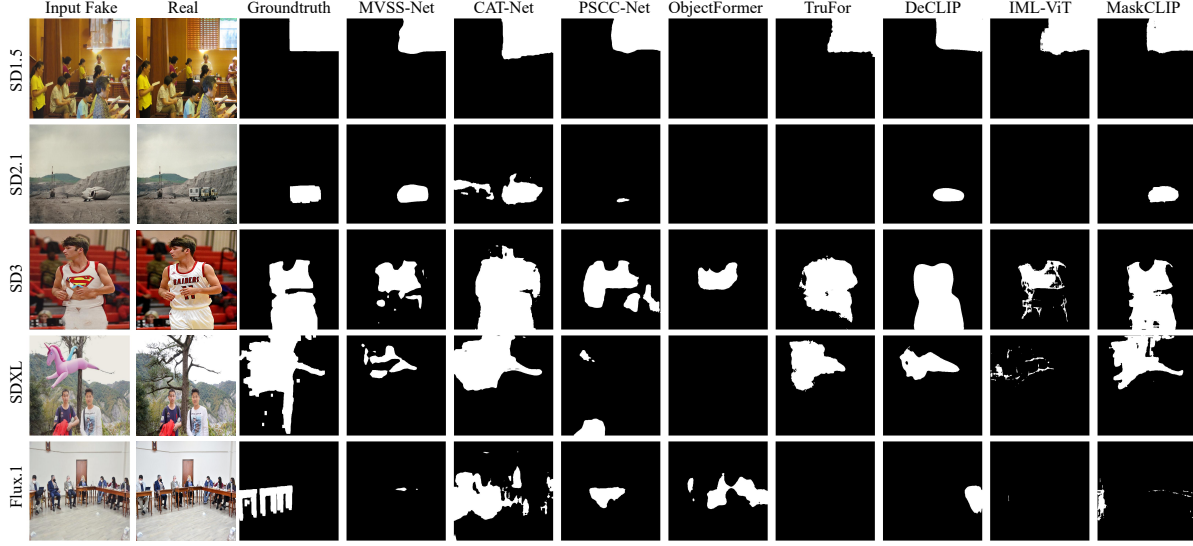 Input Fake Real Groundtruth MVSS-Net CAT-Net PSCC-Net ObjectFormer TruFor DeCLIP IML-ViT MaskCLIP
SD1.5
SD2.1
SD3
RAIDERS
SDXL
Flux.1